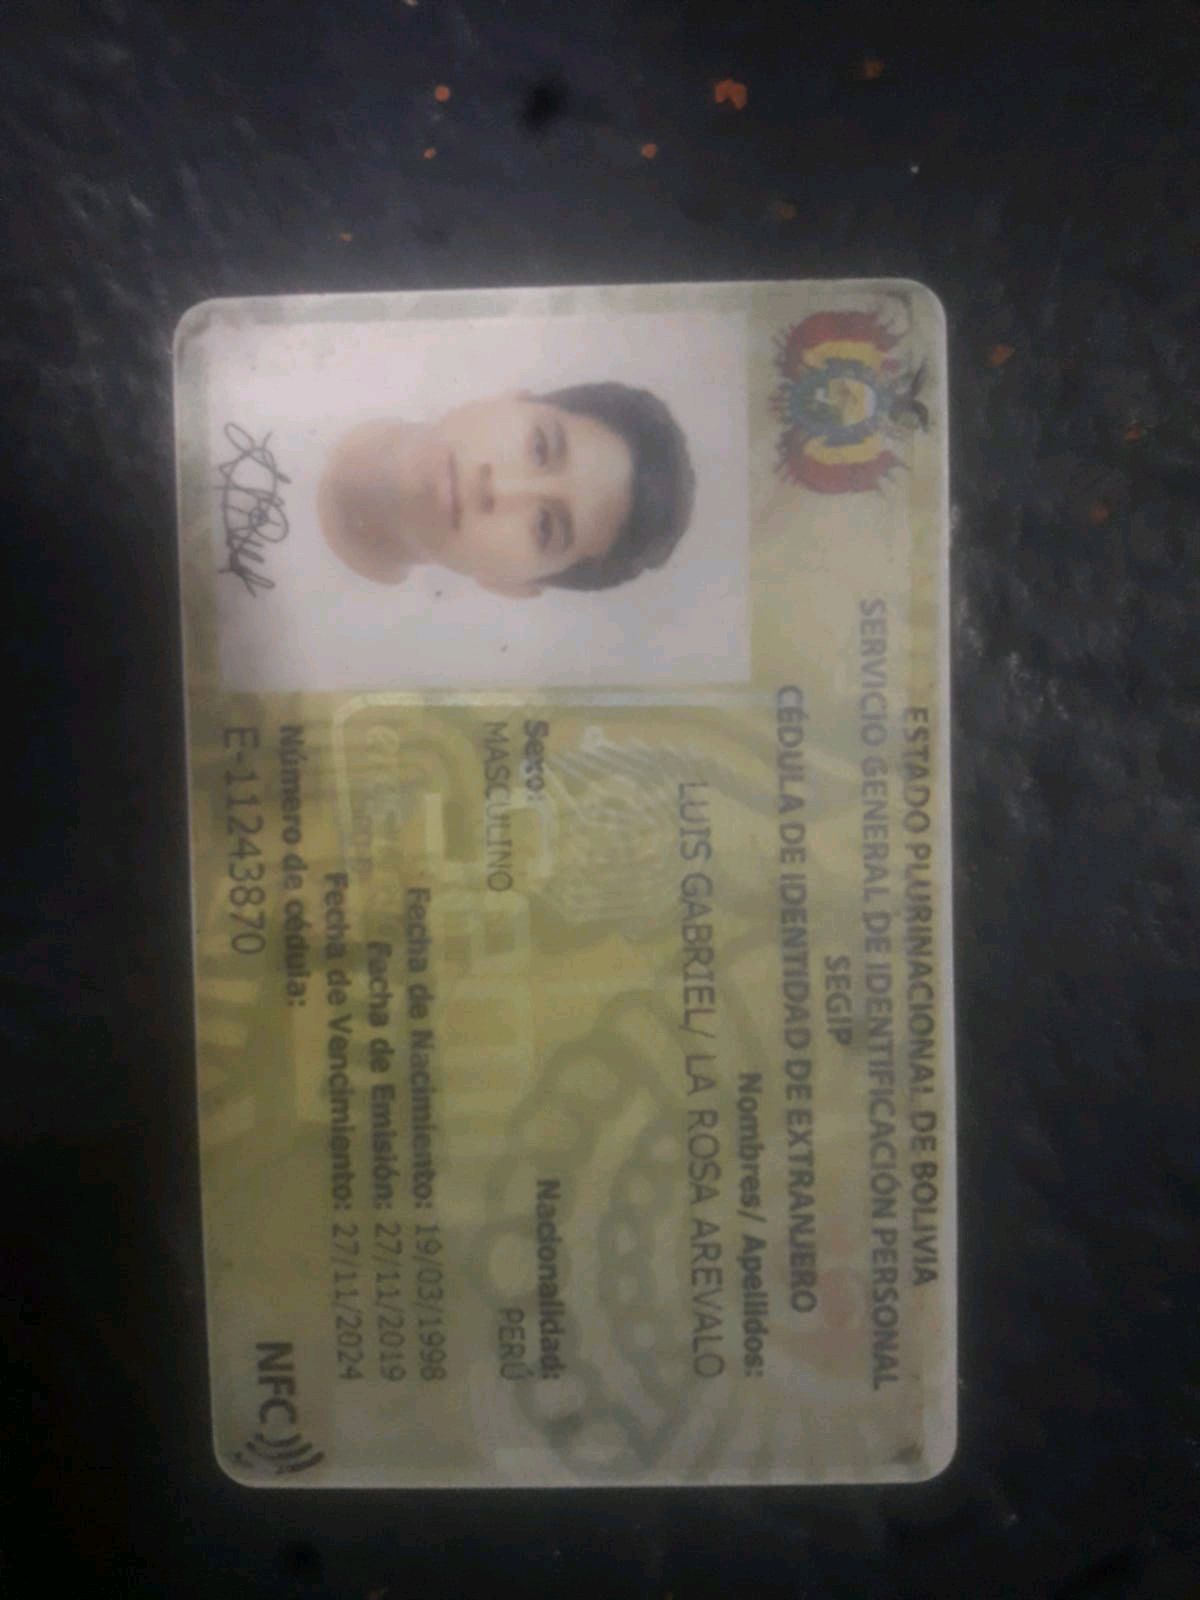 ESTADO PLURINACIONAL DE BOLIVIA
SERVICIO GENERAL DE IDENTIFICACIÓN PERSONAL
SEGIP
CÉDULA DE IDENTIDAD DE EXTRANJERO
Nombres/ Apellidos:
LUIS GABRIEL/ LA ROSA AREVALO
Sexo: Nacionalidad:
MASCULINO PERÚ
Fecha de Nacimiento: 19/03/1998
Fecha de Emisión: 27/11/2019
Fecha de Vencimiento: 27/11/2024
Número de cédula:
E-11243870
NFC